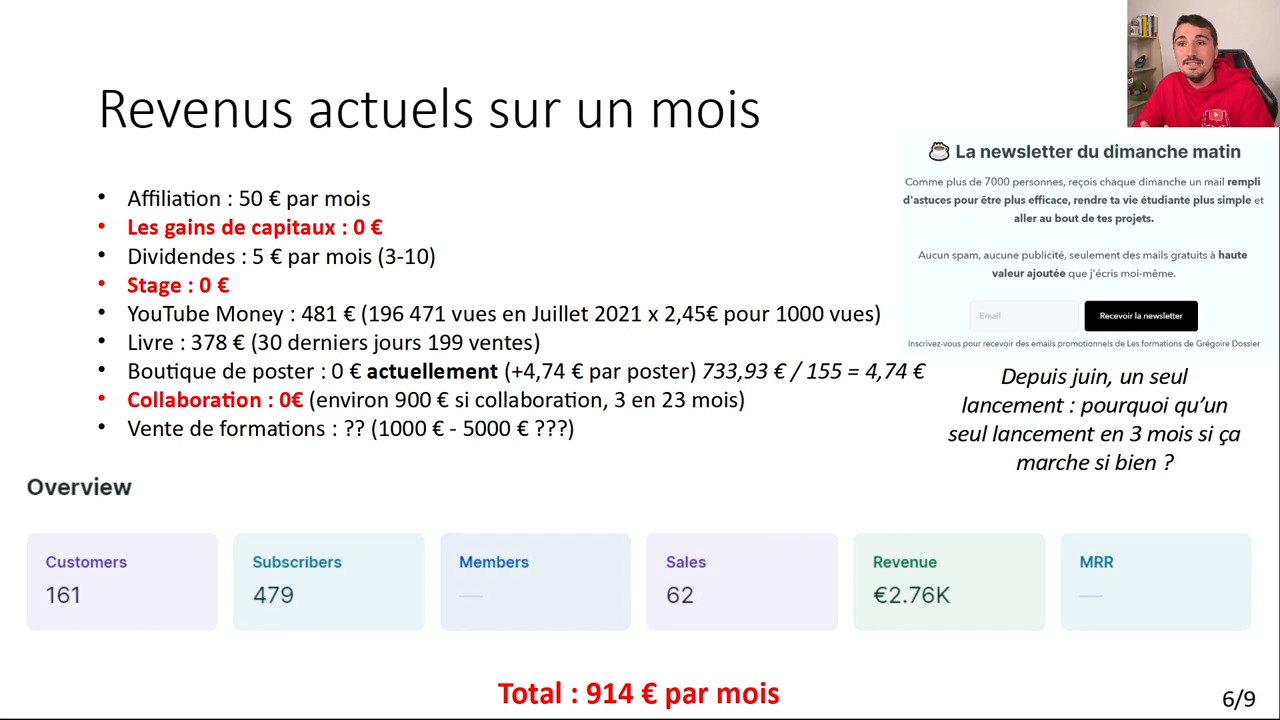 Revenus actuels sur un mois
• Affiliation : 50 € par mois
• Les gains de capitaux : 0 €
• Dividendes : 5 € par mois (3-10)
• Stage : 0 €
• YouTube Money : 481 € (196 471 vues en Juillet 2021 x 2,45€ pour 1000 vues)
• Livre : 378 € (30 derniers jours 199 ventes)
• Boutique de poster : 0 € actuellement (+4,74 € par poster) 733,93 € / 155 = 4,74 €
• Collaboration : 0€ (environ 900 € si collaboration, 3 en 23 mois)
• Vente de formations : ?? (1000 € - 5000 € ???)
La newsletter du dimanche matin
Comme plus de 7000 personnes, reçois chaque dimanche un mail rempli
d'astuces pour être plus efficace, rendre ta vie étudiante plus simple et
aller au bout de tes projets.
Aucun spam, aucune publicité, seulement des mails gratuits à haute
valeur ajoutée que j'écris moi-même.
Email
Recevoir la newsletter
Inscrivez-vous pour recevoir des emails promotionnels de Les formations de Grégoire Dossier
Depuis juin, un seul
lancement : pourquoi qu’un
seul lancement en 3 mois si ça
marche si bien ?
Overview
Customers
161
Subscribers
479
Members
—
Sales
62
Revenue
€2.76K
MRR
—
Total : 914 € par mois
6/9